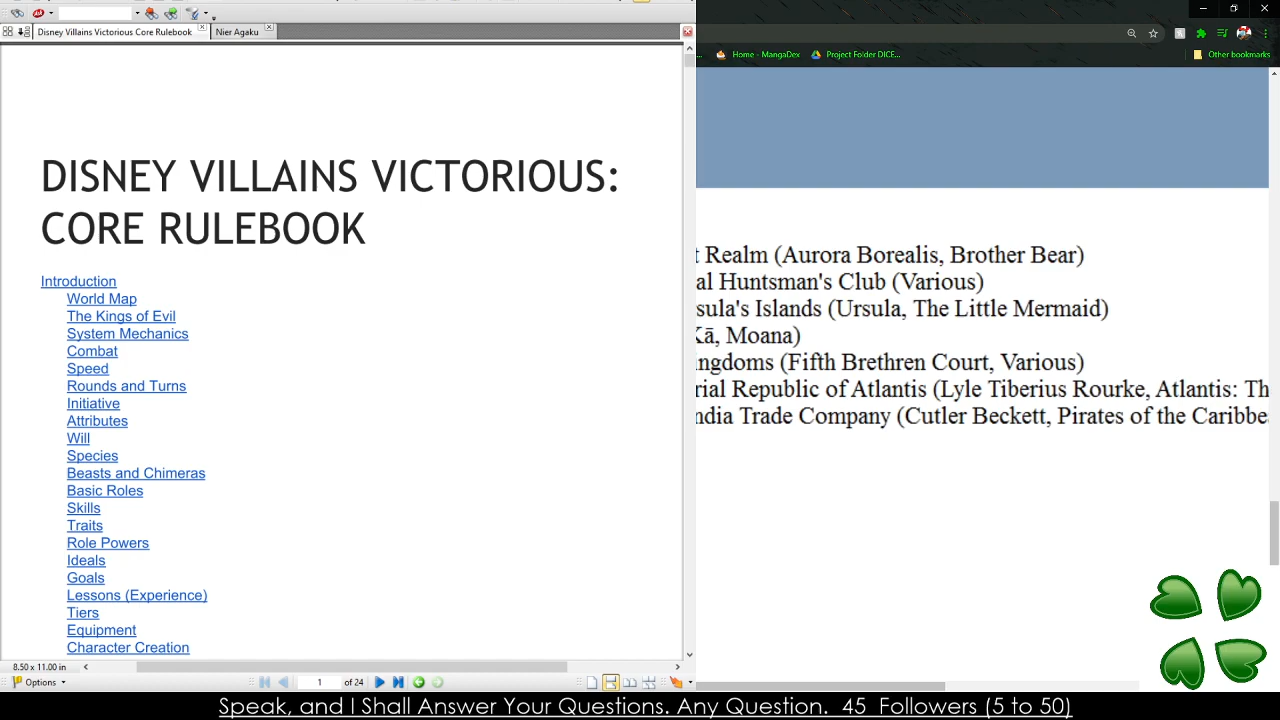 Disney Villains Victorious Core Rulebook
Nier Agaku
DISNEY VILLAINS VICTORIOUS:
CORE RULEBOOK
Introduction
World Map
The Kings of Evil
System Mechanics
Combat
Speed
Rounds and Turns
Initiative
Attributes
Will
Species
Beasts and Chimeras
Basic Roles
Skills
Traits
Role Powers
Ideals
Goals
Lessons (Experience)
Tiers
Equipment
Character Creation
8.50 x 11.00 in
Options
1
of 24
Home - MangaDex
Project Folder DICE...
Other bookmarks
t Realm (Aurora Borealis, Brother Bear)
al Huntsman's Club (Various)
sula's Islands (Ursula, The Little Mermaid)
Kā, Moana)
ngdoms (Fifth Brethren Court, Various)
rial Republic of Atlantis (Lyle Tiberius Rourke, Atlantis: Th
ndia Trade Company (Cutler Beckett, Pirates of the Caribbea
Speak, and I Shall Answer Your Questions. Any Question. 45 Followers (5 to 50)